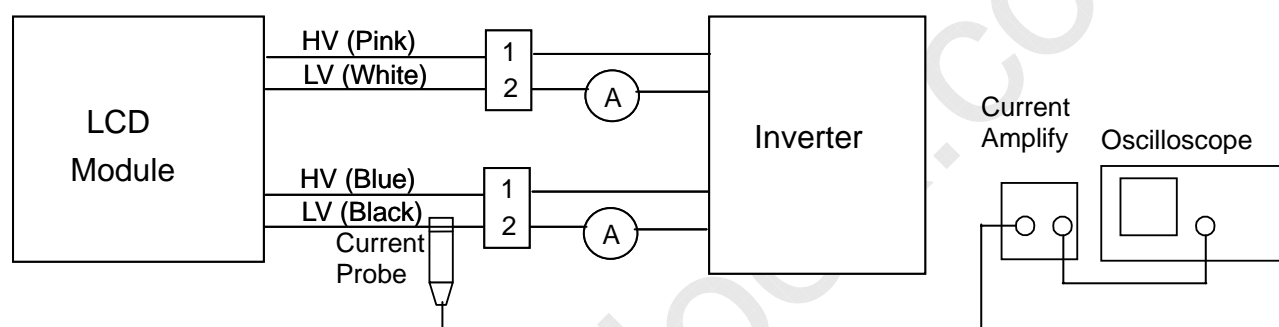 LCD
Module
HV (Pink)
LV (White)
1
2
A
HV (Blue)
LV (Black)
1
2
A
Current
Probe
Inverter
Current
Amplify
Oscilloscope